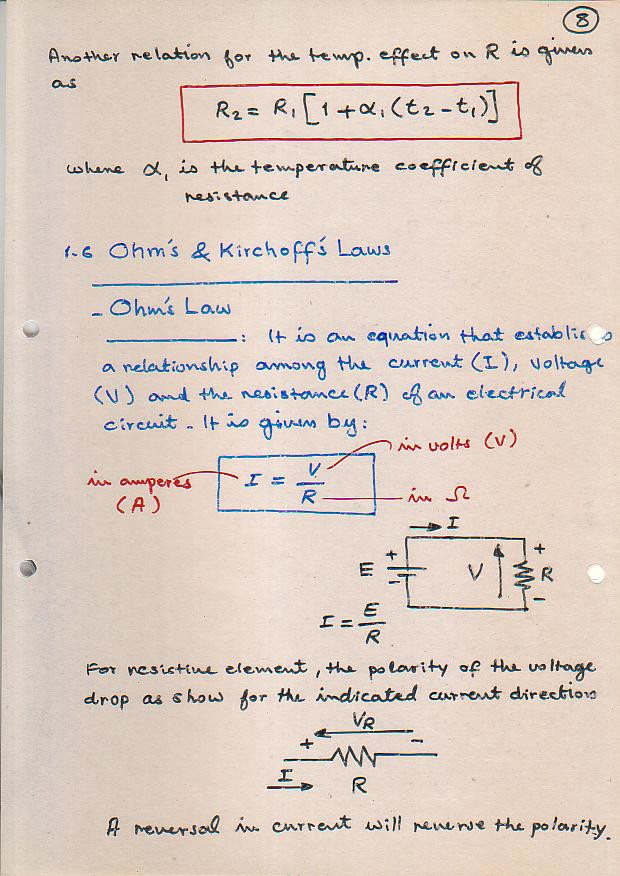 8
Another relation for the temp. effect on R is given
as
R₂ = R₁ [1 + α₁ (t₂ - t₁)]
where α₁ is the temperature coefficient of
resistance
1-6 Ohm's & Kirchoff's Laws
- Ohm's Law
: It is an equation that establis s
a relationship among the current (I), voltage
(V) and the resistance (R) of an electrical
circuit. It is given by:
in volts (V)
in amperes I = V/R
(A) in Ω
I
+ +
E V R
- -
I = E/R
For resistive element, the polarity of the voltage
drop as show for the indicated current direction
VR
+ -
I R
A reversal in current will reverse the polarity.